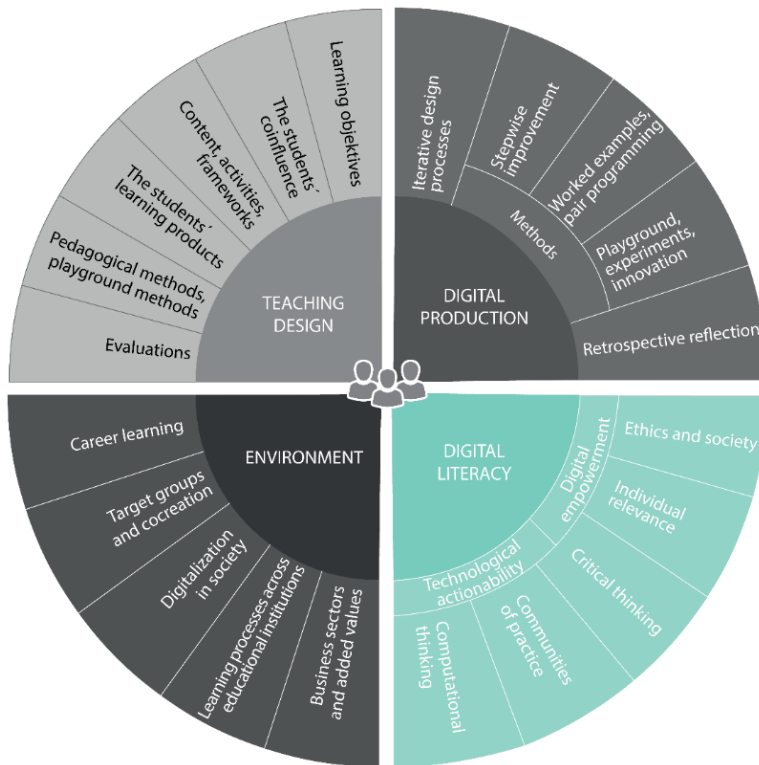 Learning objektives
The students´
coinfluence
Content, activities,
frameworks
The students´
learning products
Pedagogical methods,
playground methods
Evaluations
TEACHING
DESIGN
Iterative design
processes
Stepwise
improvement
Worked examples,
pair programming
Playground,
experiments,
innovation
Methods
Retrospective reflection
DIGITAL
PRODUCTION
Career learning
Target groups
and cocreation
Digitalization
in society
Learning processes across
educational institutions
Business sectors
and added values
ENVIRONMENT
DIGITAL
LITERACY
Digital
empowerment
Ethics and society
Individual
relevance
Critical thinking
Technological
actionability
Communities
of practice
Computational
thinking